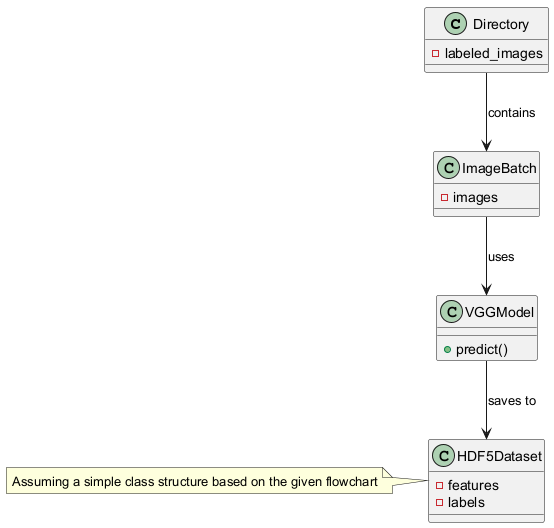 C Directory
labeled_images
contains
C ImageBatch
images
uses
C VGGModel
predict()
saves to
C HDF5Dataset
Assuming a simple class structure based on the given flowchart
features
labels